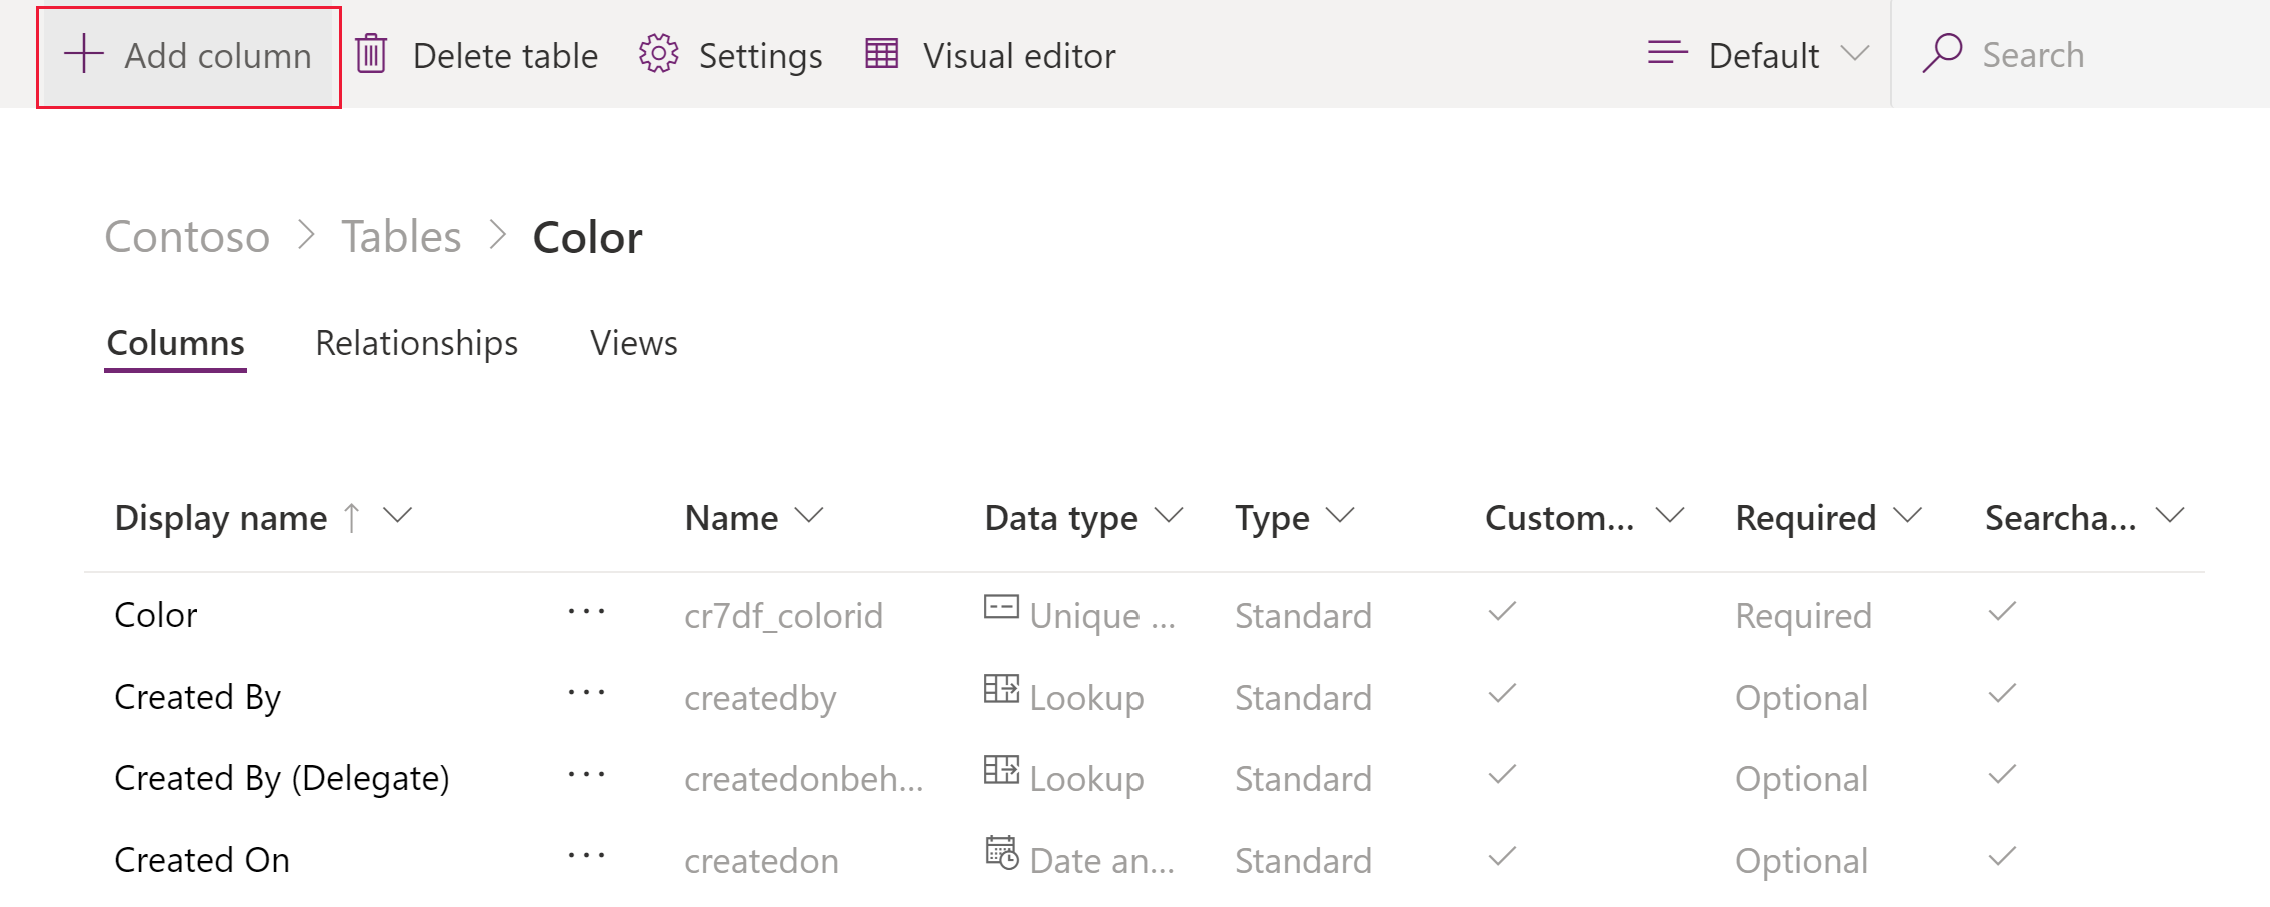 Add column Delete table Settings Visual editor Default Search
Contoso > Tables > Color
Columns Relationships Views
Display name ↑ Name Data type Type Custom... Required Searcha...
Color ··· cr7df_colorid Unique ... Standard Required
Created By ··· createdby Lookup Standard Optional
Created By (Delegate) ··· createdonbeh... Lookup Standard Optional
Created On ··· createdon Date an... Standard Optional